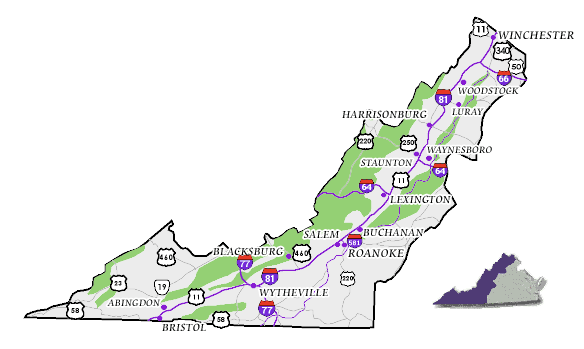 11
WINCHESTER
340
50
66
WOODSTOCK
81
LURAY
HARRISONBURG
220
250
WAYNESBORO
STAUNTON
64
64
11
LEXINGTON
BUCHANAN
SALEM
581
BLACKSBURG
460
ROANOKE
460
77
81
220
23
19
WYTHEVILLE
11
ABINGDON
77
58
58
BRISTOL